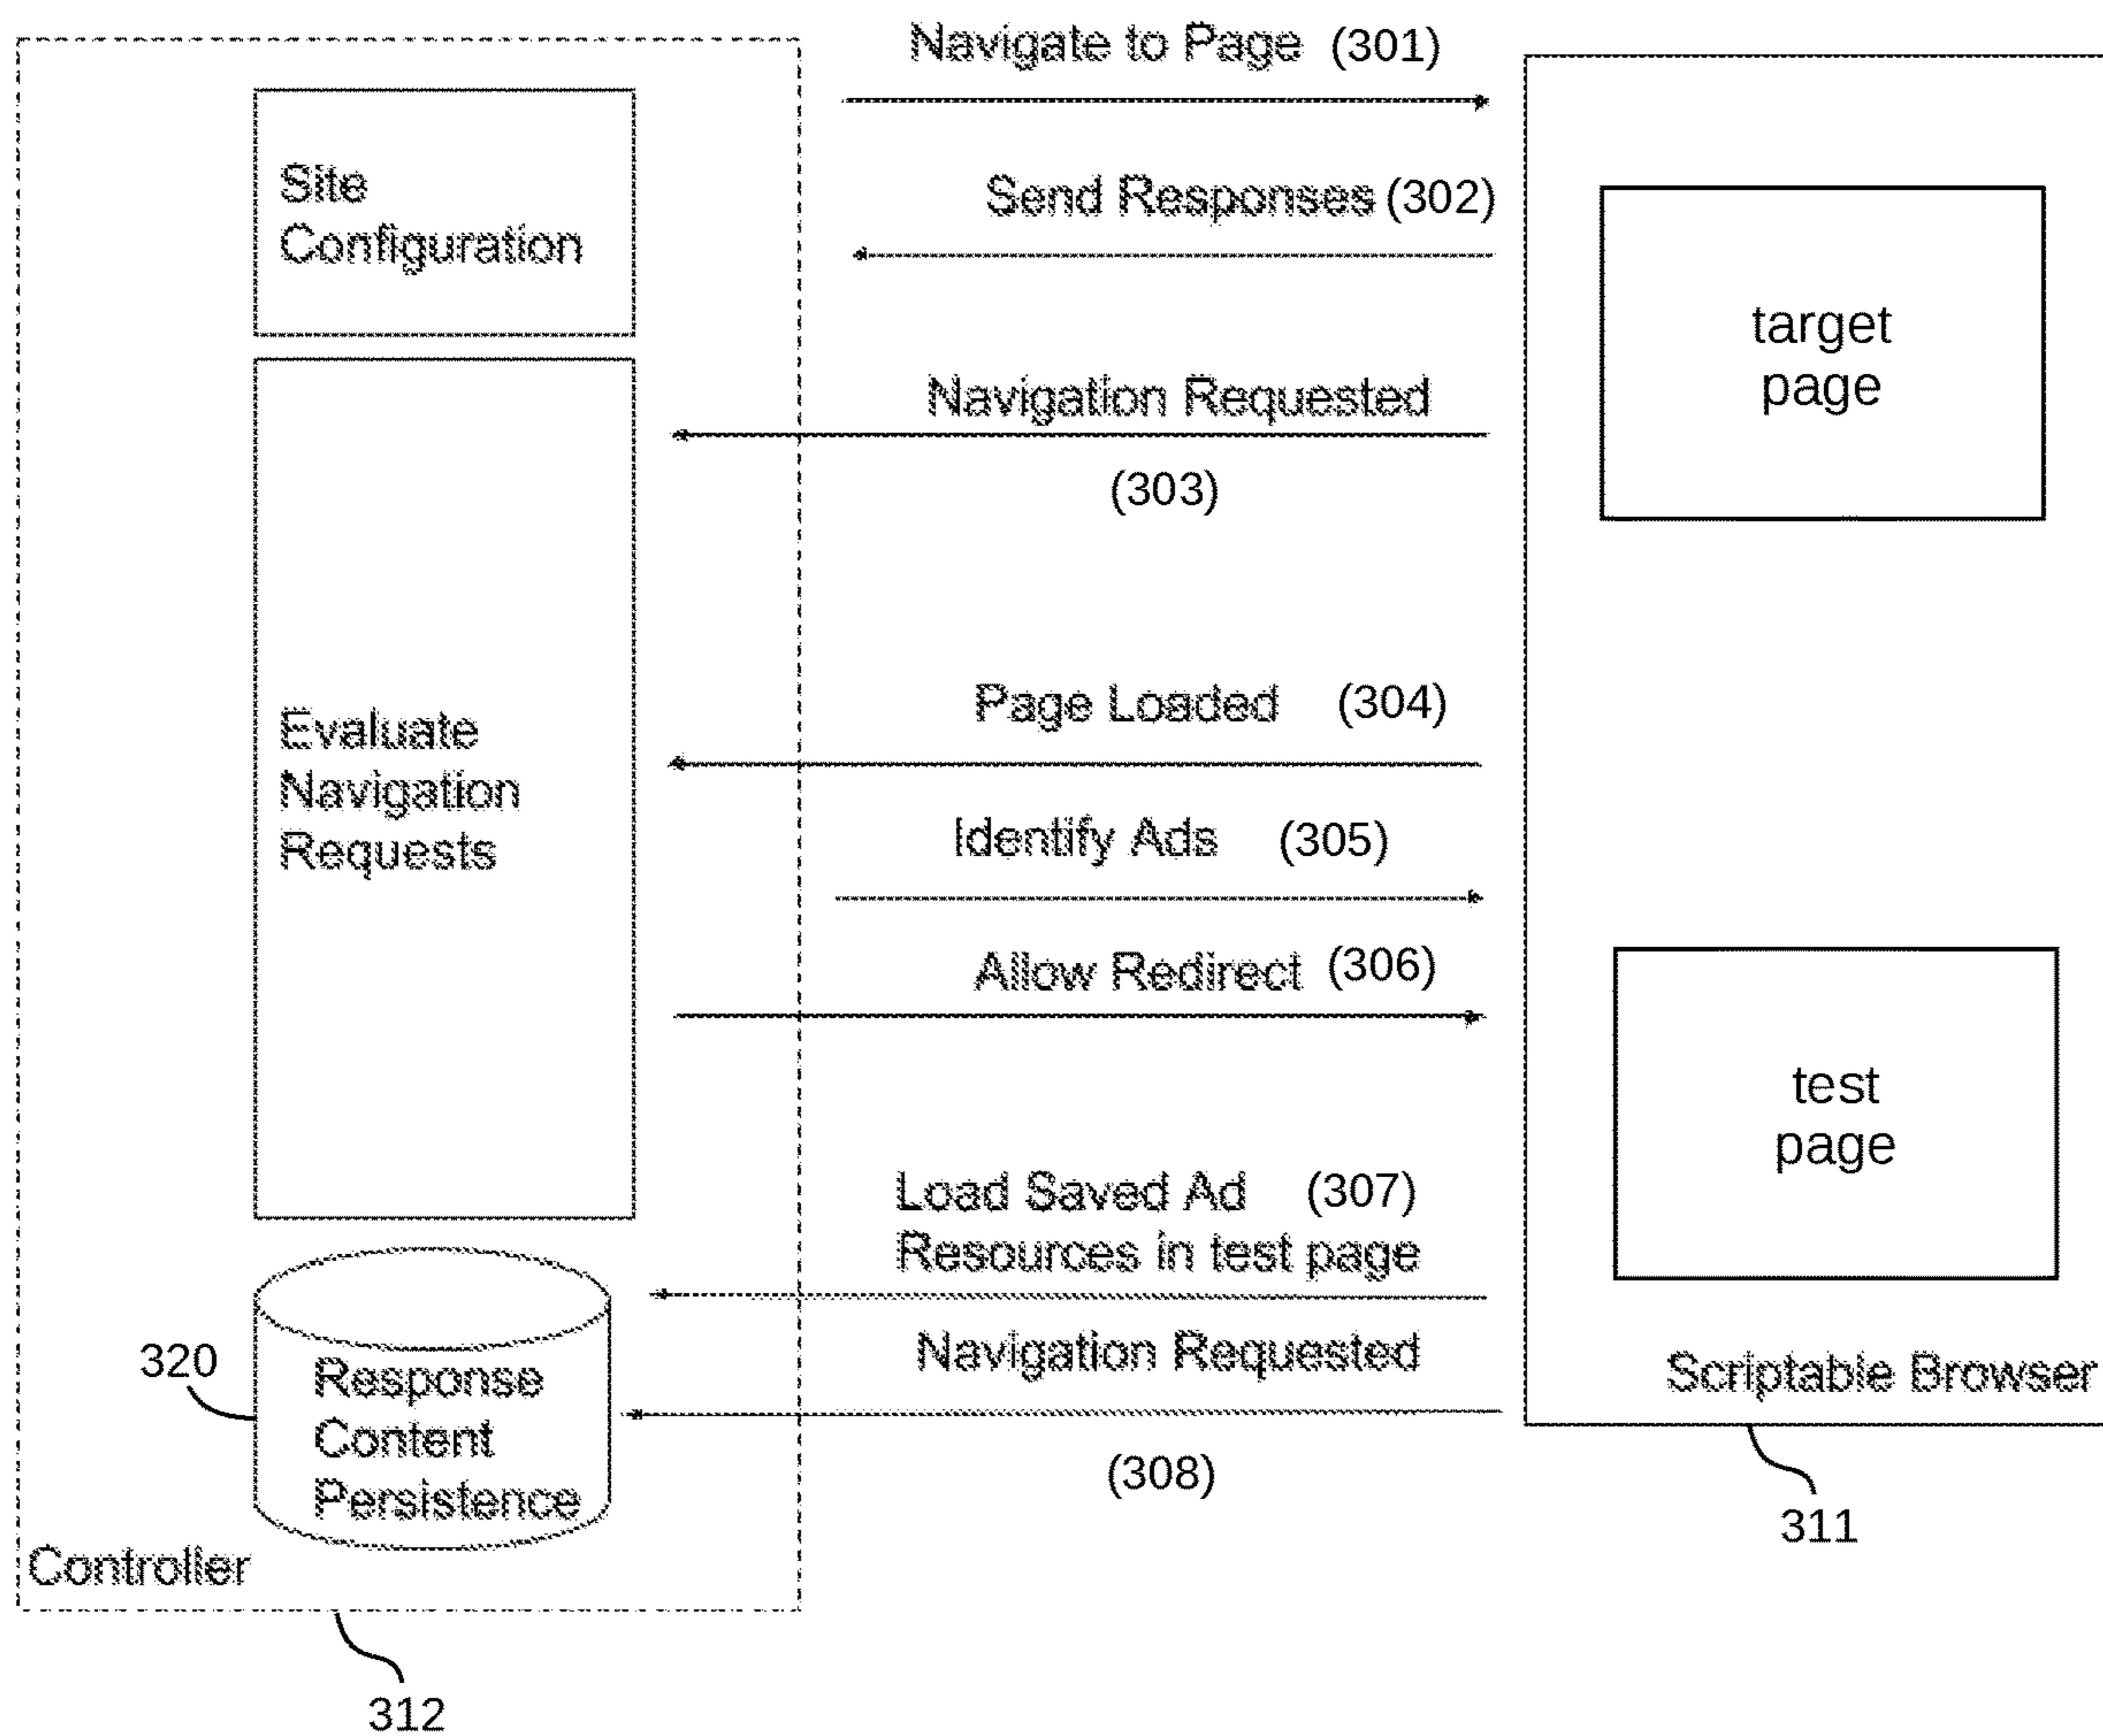 Navigate to Page (301)
Site
Configuration
Send Responses (302)
target
page
Navigation Requested
(303)
Page Loaded (304)
Evaluate
Navigation
Requests
Identify Ads (305)
Allow Redirect (306)
test
page
Load Saved Ad (307)
Resources in test page
Navigation Requested
(308)
320
Response
Content
Persistence
Scriptable Browser
311
Controller
312